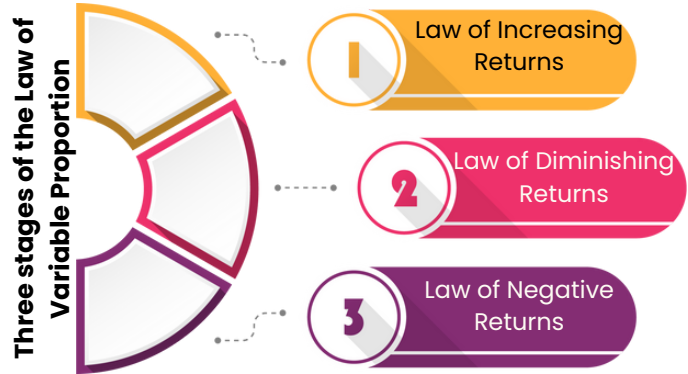 Three stages of the Law of
Variable Proportion
1
Law of Increasing
Returns
2
Law of Diminishing
Returns
3
Law of Negative
Returns